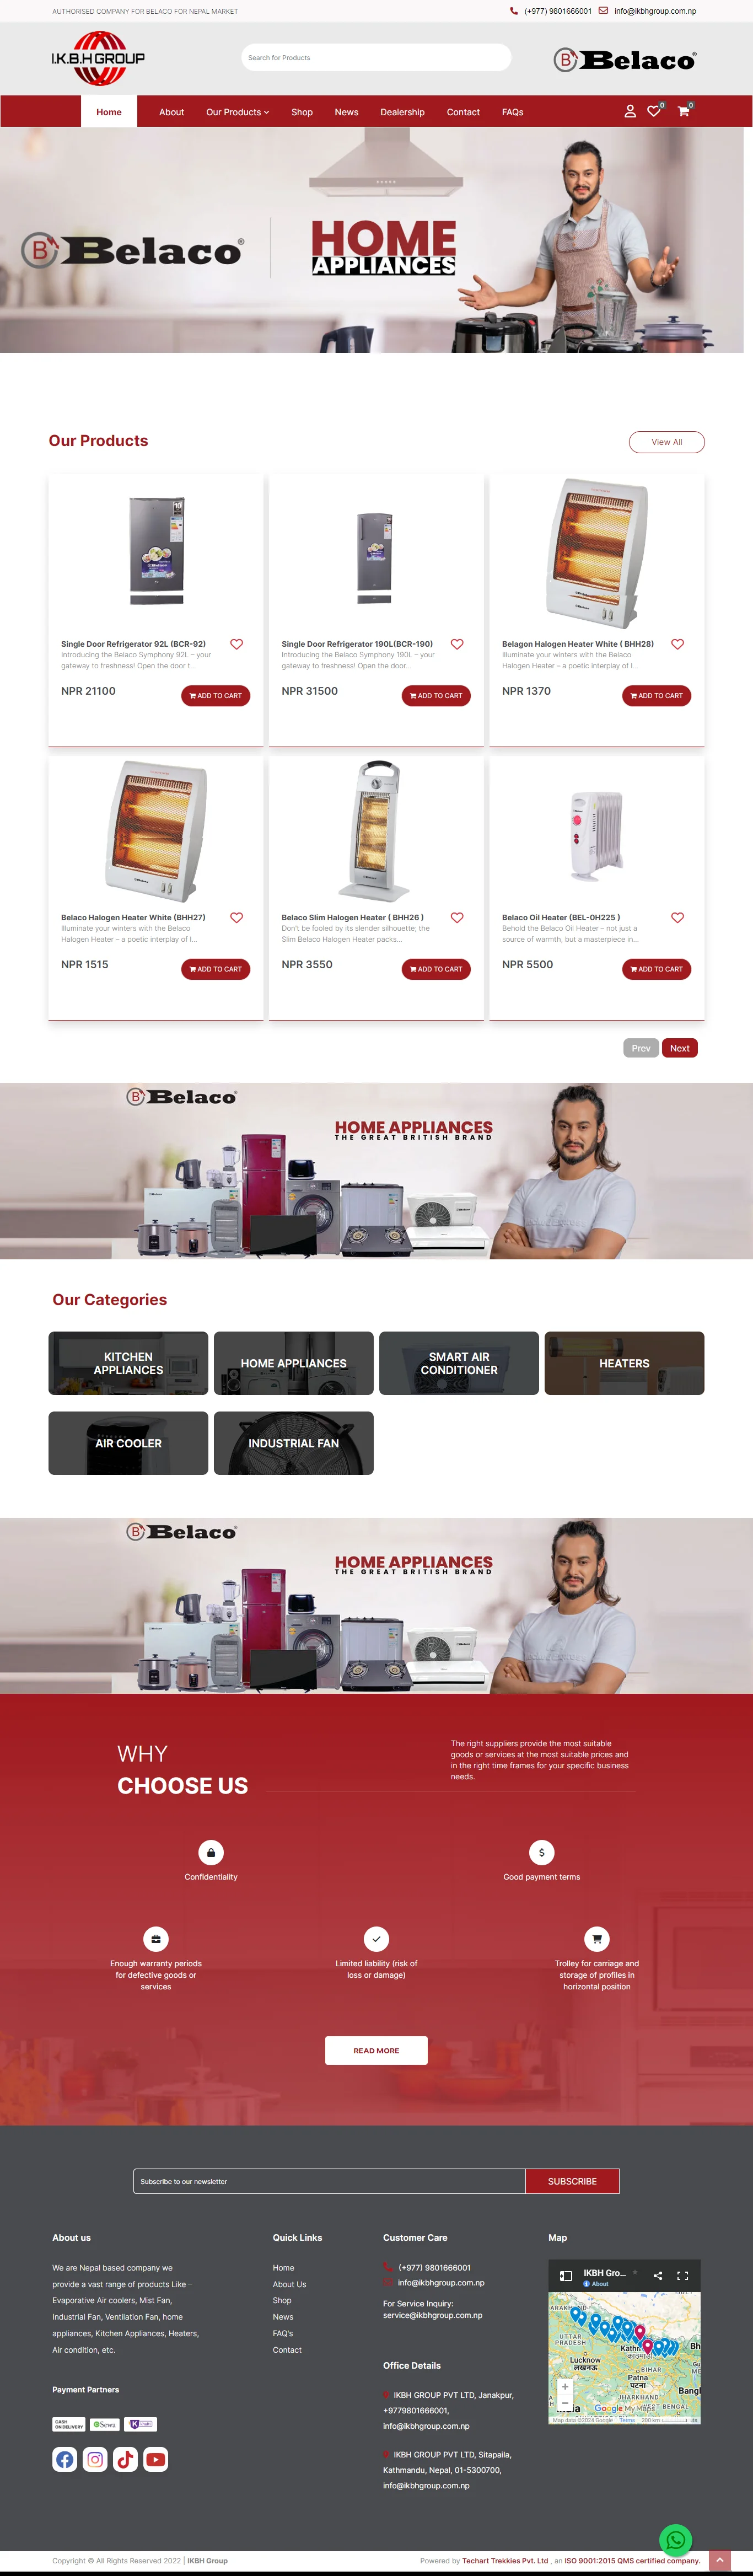 AUTHORISED COMPANY FOR BELACO FOR NEPAL MARKET
(+977) 9801666001 info@ikbhgroup.com.np
I.K.B.H GROUP
Search for Products
Belaco®
Home About Our Products Shop News Dealership Contact FAQs 0 0
Belaco®
HOME
APPLIANCES
Our Products
View All
Single Door Refrigerator 92L (BCR-92)
Introducing the Belaco Symphony 92L – your
gateway to freshness! Open the door t...
NPR 21100
ADD TO CART
Single Door Refrigerator 190L(BCR-190)
Introducing the Belaco Symphony 190L – your
gateway to freshness! Open the door...
NPR 31500
ADD TO CART
Belagon Halogen Heater White ( BHH28)
Illuminate your winters with the Belaco
Halogen Heater – a poetic interplay of l...
NPR 1370
ADD TO CART
Belaco Halogen Heater White (BHH27)
Illuminate your winters with the Belaco
Halogen Heater – a poetic interplay of l...
NPR 1515
ADD TO CART
Belaco Slim Halogen Heater ( BHH26 )
Don't be fooled by its slender silhouette; the
Slim Belaco Halogen Heater packs...
NPR 3550
ADD TO CART
Belaco Oil Heater (BEL-0H225 )
Behold the Belaco Oil Heater – not just a
source of warmth, but a masterpiece in...
NPR 5500
ADD TO CART
Prev Next
Belaco®
HOME APPLIANCES
THE GREAT BRITISH BRAND
Our Categories
KITCHEN
APPLIANCES
HOME APPLIANCES
SMART AIR
CONDITIONER
HEATERS
AIR COOLER
INDUSTRIAL FAN
Belaco®
HOME APPLIANCES
THE GREAT BRITISH BRAND
WHY
CHOOSE US
The right suppliers provide the most suitable
goods or services at the most suitable prices and
in the right time frames for your specific business
needs.
Confidentiality
Good payment terms
Enough warranty periods
for defective goods or
services
Limited liability (risk of
loss or damage)
Trolley for carriage and
storage of profiles in
horizontal position
READ MORE
Subscribe to our newsletter
SUBSCRIBE
About us
We are Nepal based company we
provide a vast range of products Like –
Evaporative Air coolers, Mist Fan,
Industrial Fan, Ventilation Fan, home
appliances, Kitchen Appliances, Heaters,
Air condition, etc.
Payment Partners
CASH
ON DELIVERY
eSewa
Quick Links
Home
About Us
Shop
News
FAQ's
Contact
Customer Care
(+977) 9801666001
info@ikbhgroup.com.np
For Service Inquiry:
service@ikbhgroup.com.np
Office Details
IKBH GROUP PVT LTD, Janakpur,
+9779801666001,
info@ikbhgroup.com.np
IKBH GROUP PVT LTD, Sitapaila,
Kathmandu, Nepal, 01-5300700,
info@ikbhgroup.com.np
Map
IKBH Gro...
About
UTTAR
PRADESH
Lucknow
लखनऊ
Kathmandu
BIHAR
Patna
पटना
JHARKHAND
WEST BENGAL
Google My Maps
Map data ©2024 Google Terms 200 km
Copyright © All Rights Reserved 2022 | IKBH Group
Powered by Techart Trekkies Pvt. Ltd , an ISO 9001:2015 QMS certified company.